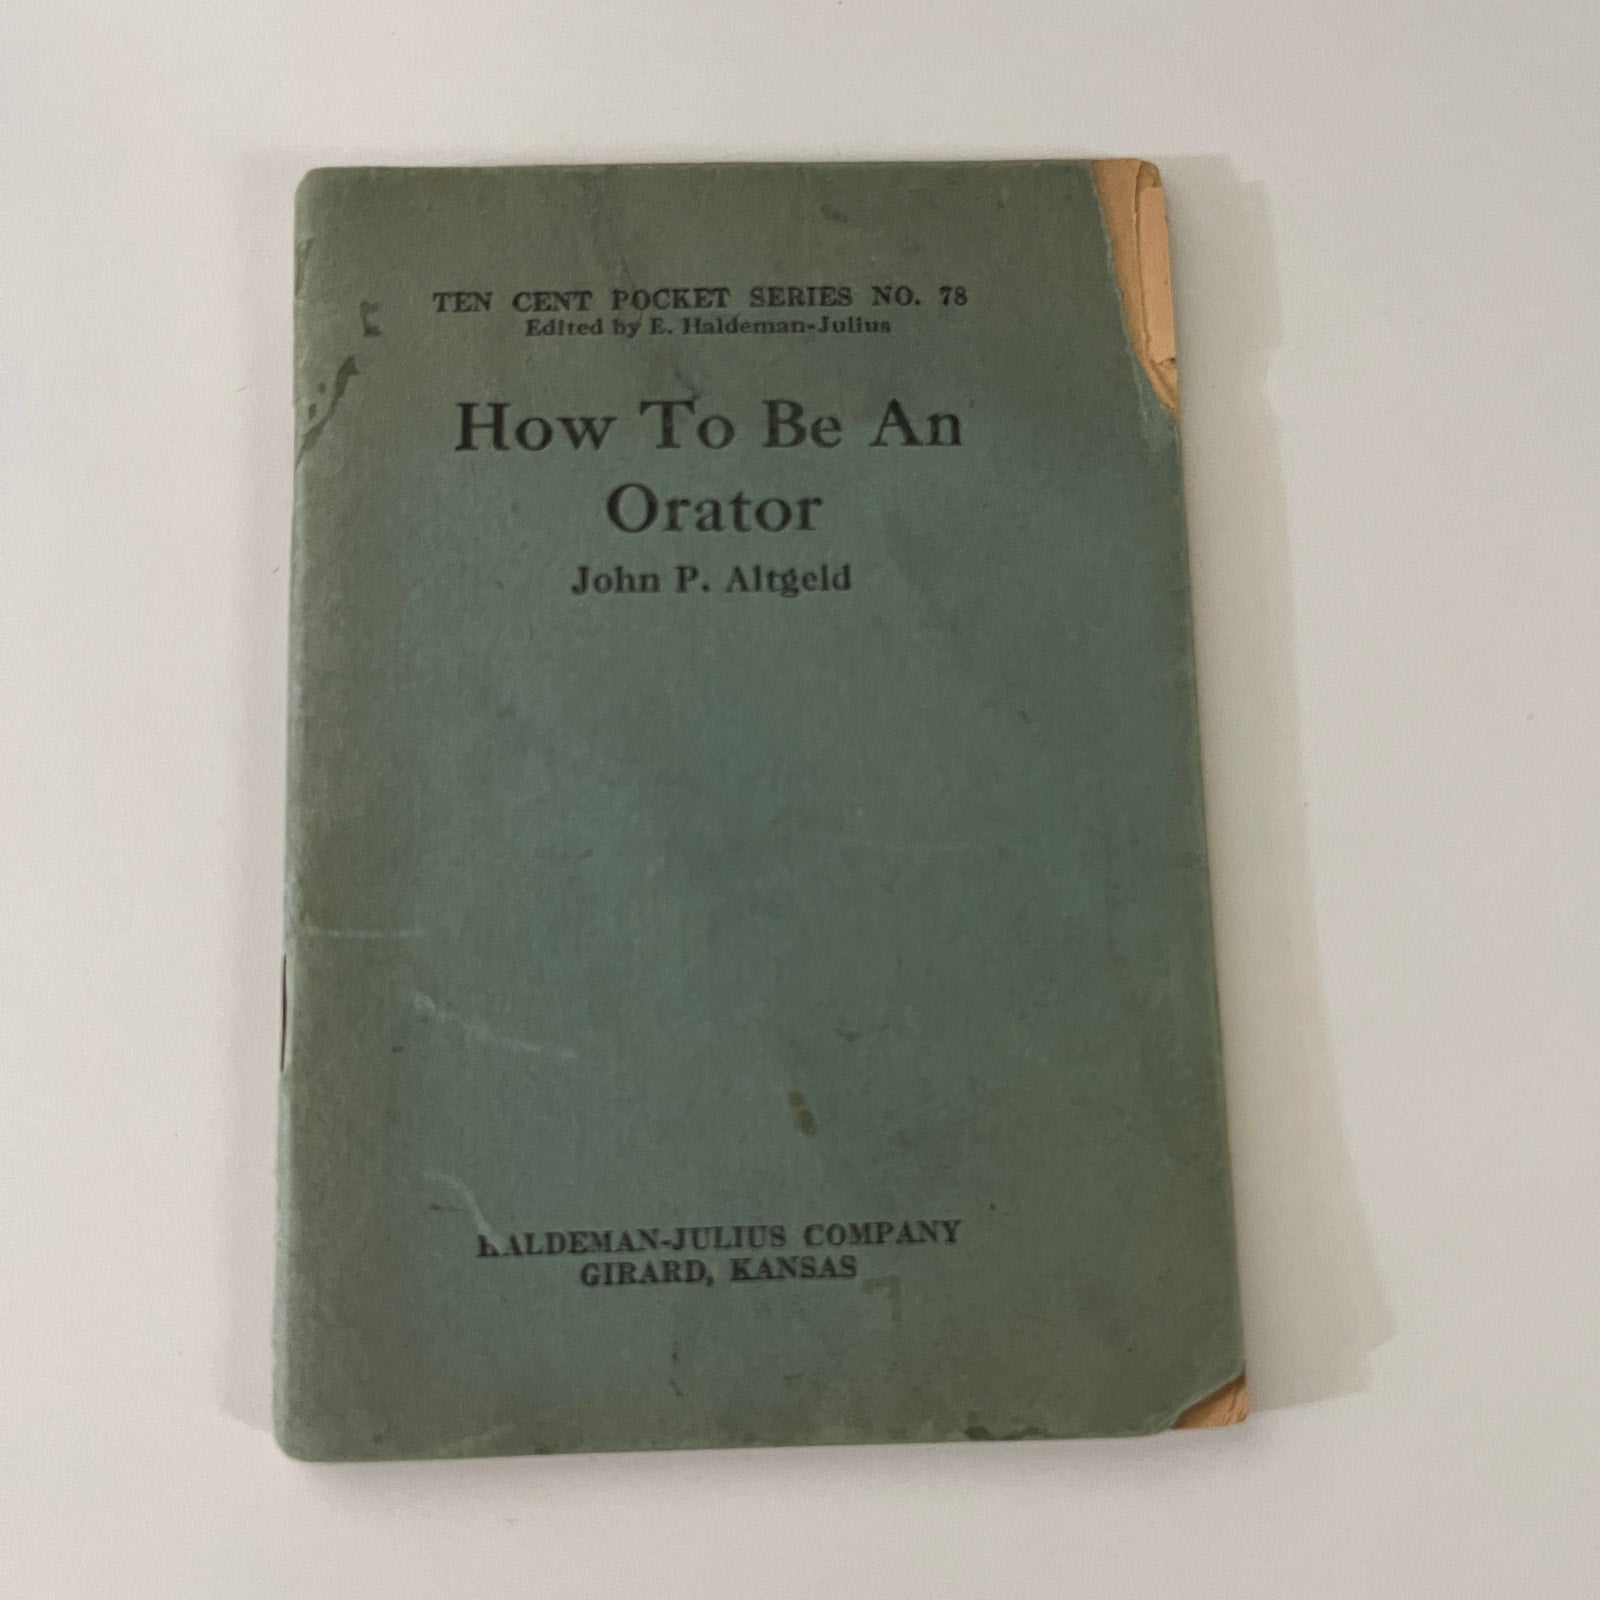 TEN CENT POCKET SERIES NO. 78
Edited by E. Haldeman-Julius
How To Be An
Orator
John P. Altgeld
HALDEMAN-JULIUS COMPANY
GIRARD, KANSAS